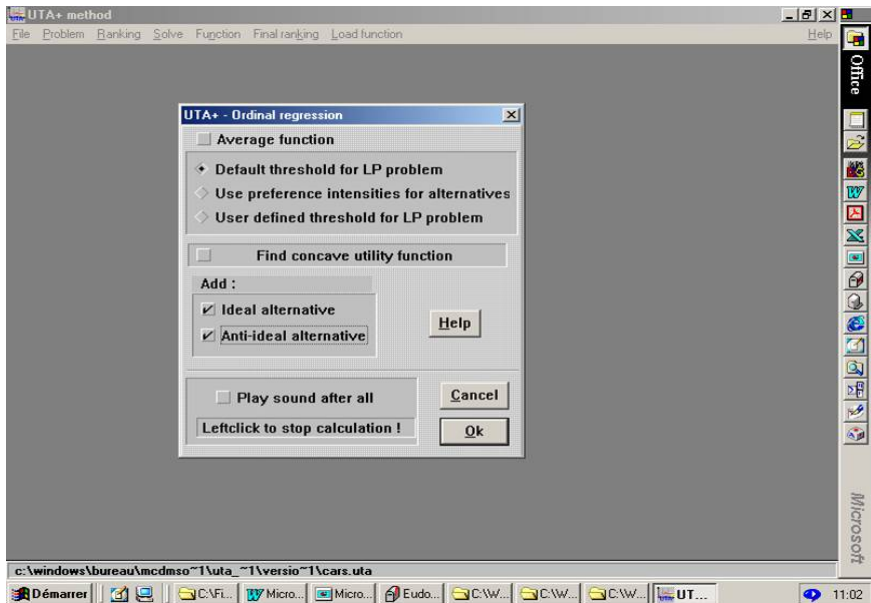 UTA+ method
File Problem Ranking Solve Function Final ranking Load function Help
Office
UTA+ - Ordinal regression
Average function
Default threshold for LP problem
Use preference intensities for alternatives
User defined threshold for LP problem
Find concave utility function
Add :
Ideal alternative
Anti-ideal alternative
Help
Play sound after all
Cancel
Leftclick to stop calculation !
Ok
Microsoft
c:\windows\bureau\mcdmso~1\uta_~1\versio~1\cars.uta
Démarrer C:\Fi... Micro... Micro... Eudo... C:\W... C:\W... C:\W... UT... 11:02